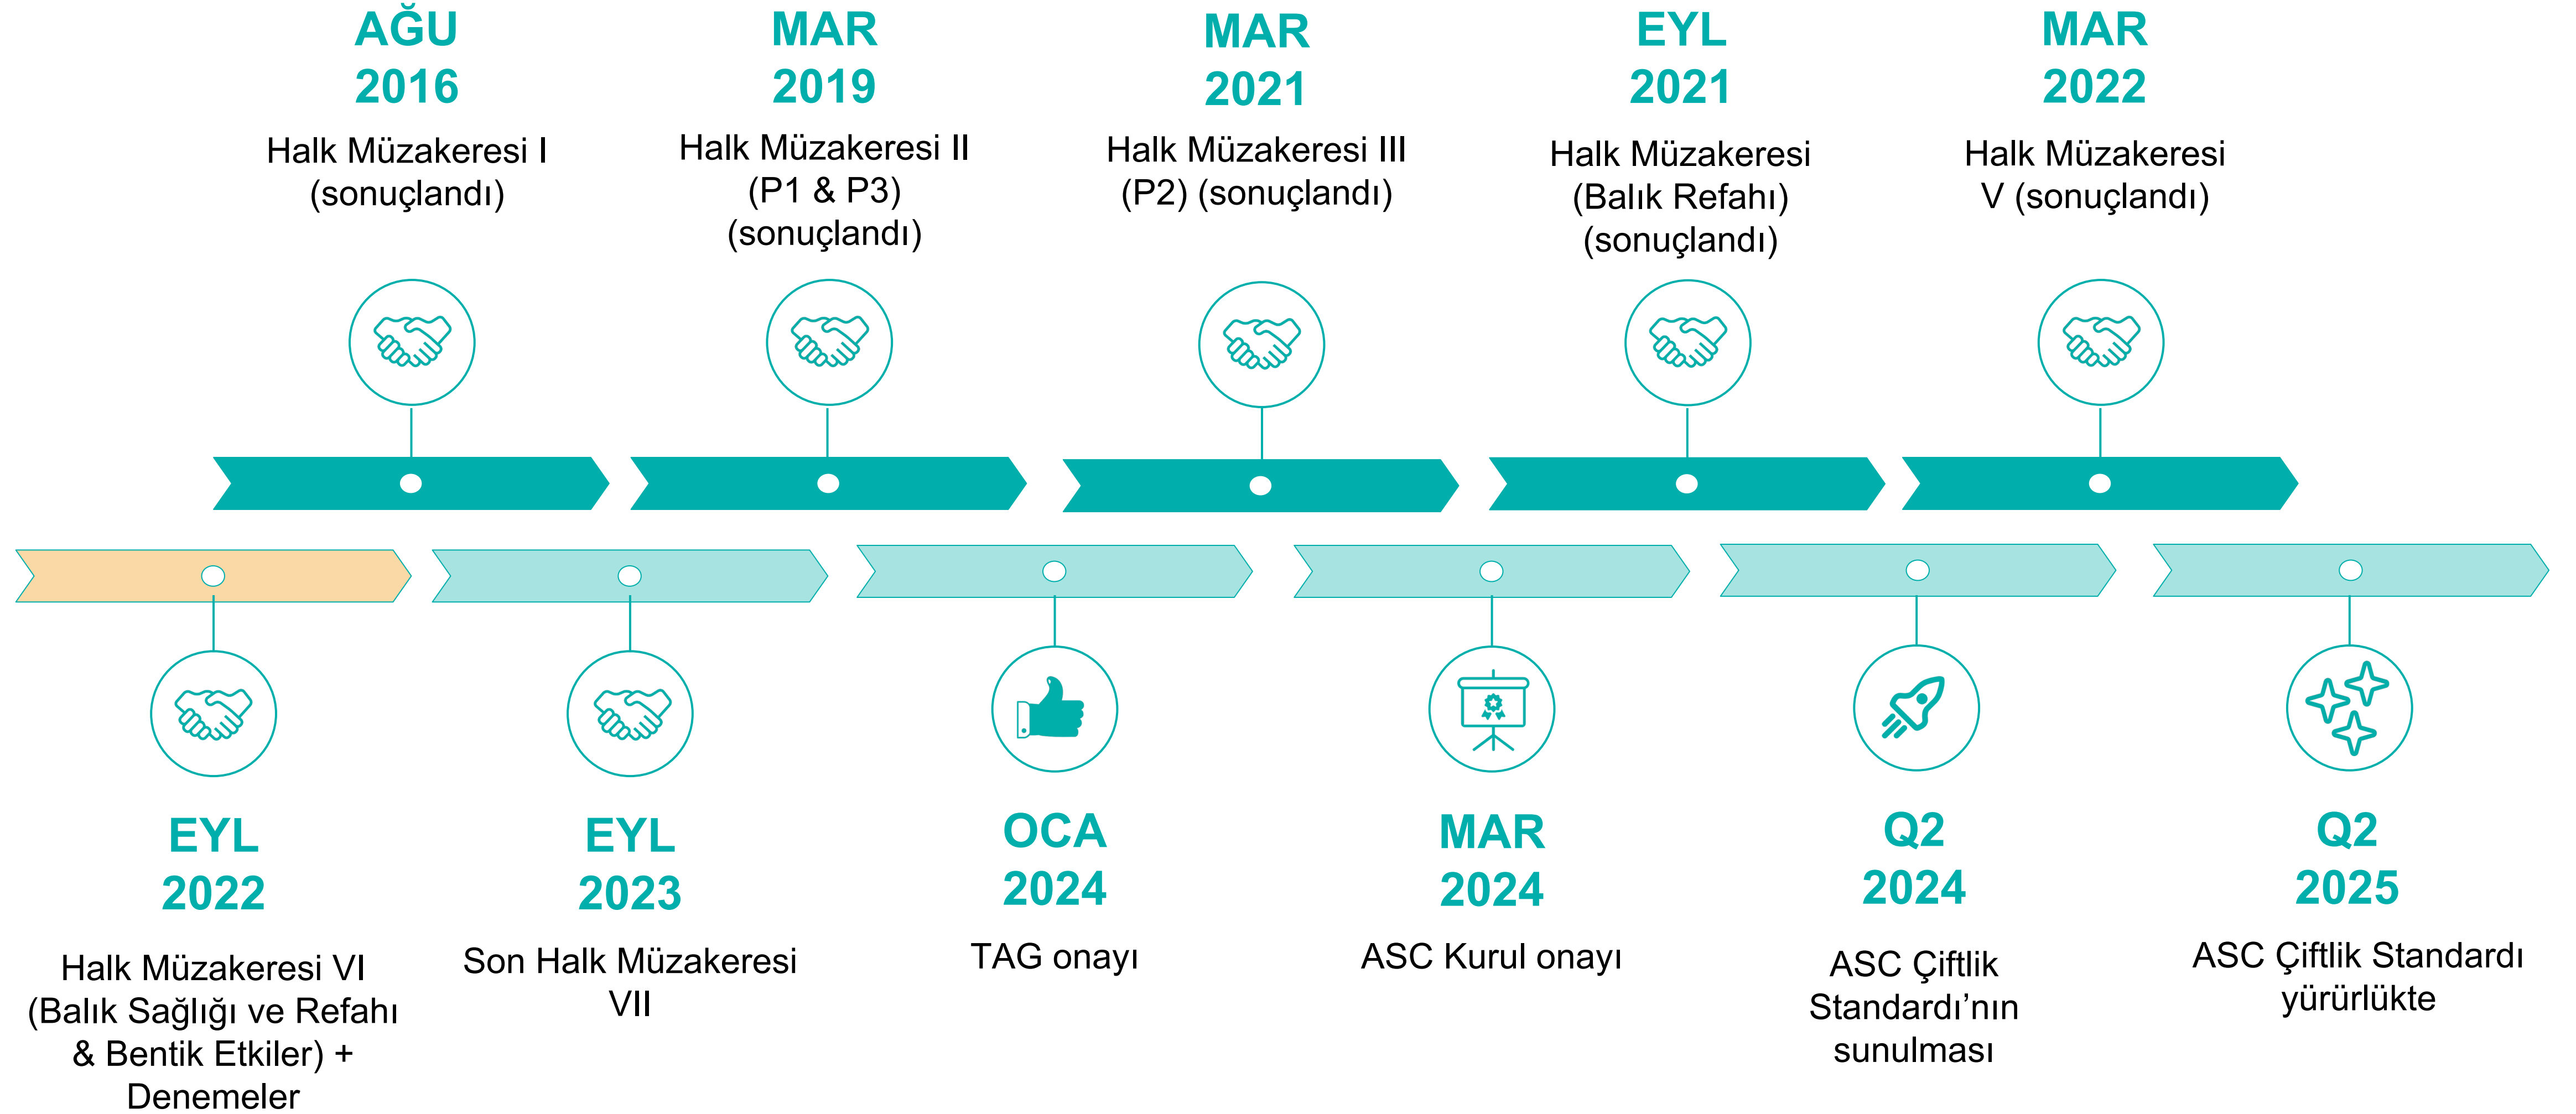 AĞU
2016
Halk Müzakeresi I
(sonuçlandı)
MAR
2019
Halk Müzakeresi II
(P1 & P3)
(sonuçlandı)
MAR
2021
Halk Müzakeresi III
(P2) (sonuçlandı)
EYL
2021
Halk Müzakeresi
(Balık Refahı)
(sonuçlandı)
MAR
2022
Halk Müzakeresi
V (sonuçlandı)
EYL
2022
Halk Müzakeresi VI
(Balık Sağlığı ve Refahı
& Bentik Etkiler) +
Denemeler
EYL
2023
Son Halk Müzakeresi
VII
OCA
2024
TAG onayı
MAR
2024
ASC Kurul onayı
Q2
2024
ASC Çiftlik
Standardı’nın
sunulması
Q2
2025
ASC Çiftlik Standardı
yürürlükte